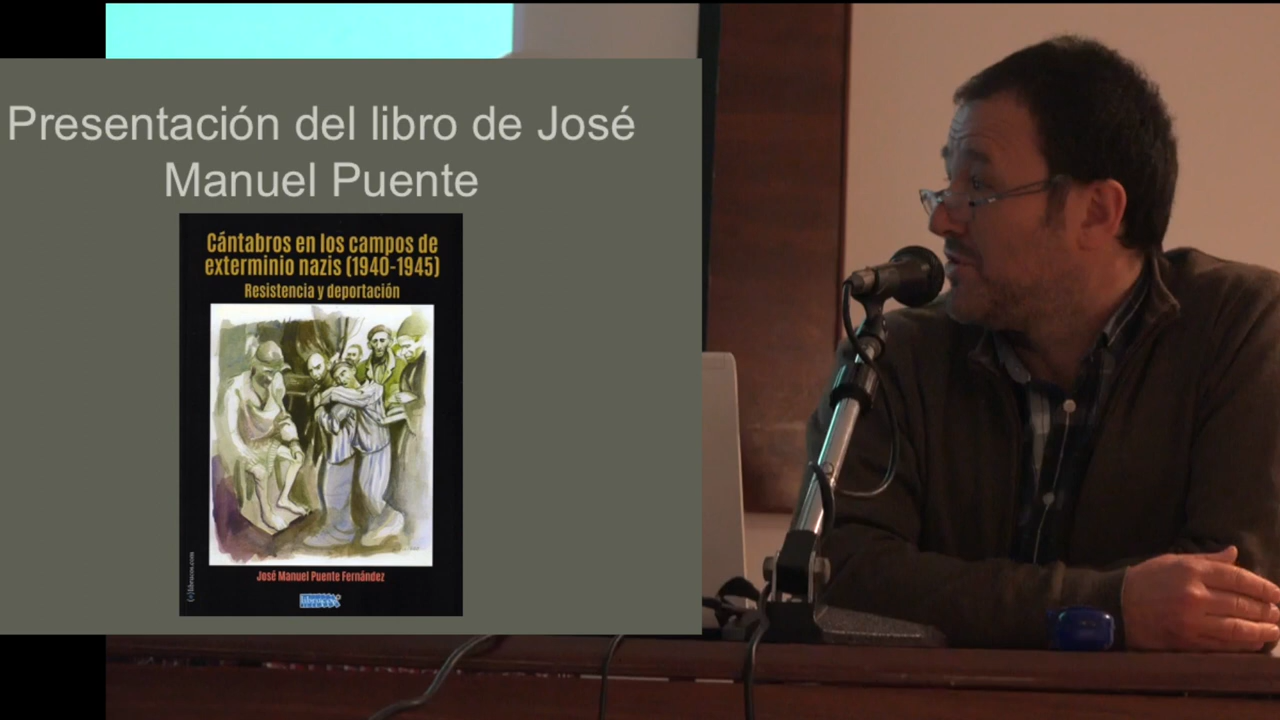 Presentación del libro de José
Manuel Puente
Cántabros en los campos de
exterminio nazis (1940-1945)
Resistencia y deportación
José Manuel Puente Fernández
librucos